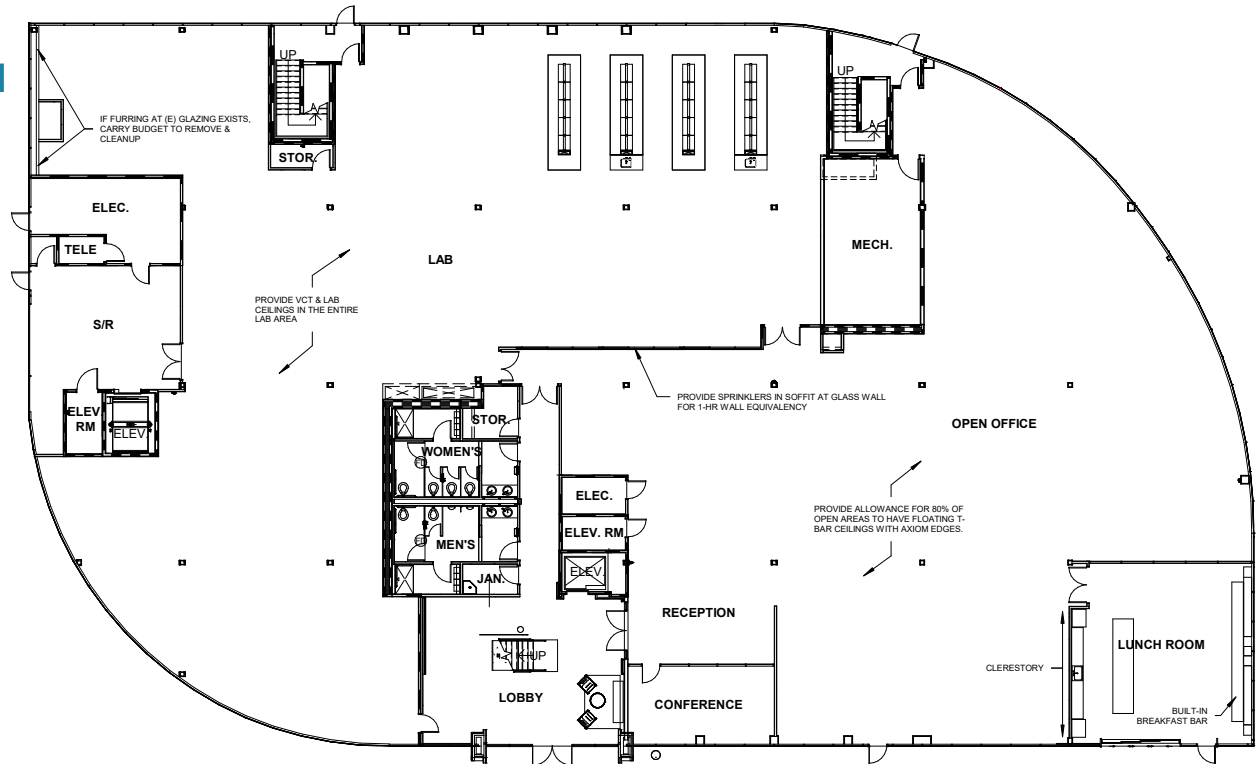 UP
UP
IF FURRING AT (E) GLAZING EXISTS,
CARRY BUDGET TO REMOVE &
CLEANUP
STOR.
ELEC.
TELE
LAB
MECH.
PROVIDE VCT & LAB
CEILINGS IN THE ENTIRE
LAB AREA
S/R
PROVIDE SPRINKLERS IN SOFFIT AT GLASS WALL
FOR 1-HR WALL EQUIVALENCY
ELEV
RM
ELEV.
STOR.
OPEN OFFICE
WOMEN'S
ELEC.
PROVIDE ALLOWANCE FOR 80% OF
OPEN AREAS TO HAVE FLOATING T-
BAR CEILINGS WITH AXIOM EDGES.
ELEV. RM
MEN'S
ELEV.
JAN.
RECEPTION
UP
LUNCH ROOM
CLERESTORY
LOBBY
CONFERENCE
BUILT-IN
BREAKFAST BAR